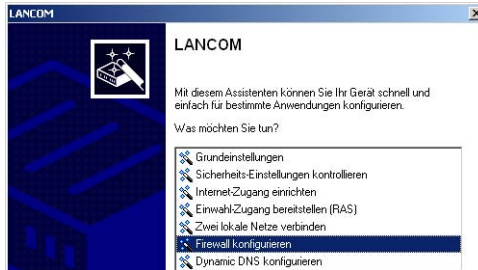 LANCOM
LANCOM
Mit diesem Assistenten können Sie Ihr Gerät schnell und
einfach für bestimmte Anwendungen konfigurieren.
Was möchten Sie tun?
Grundeinstellungen
Sicherheits-Einstellungen kontrollieren
Internet-Zugang einrichten
Einwahl-Zugang bereitstellen (RAS)
Zwei lokale Netze verbinden
Firewall konfigurieren
Dynamic DNS konfigurieren